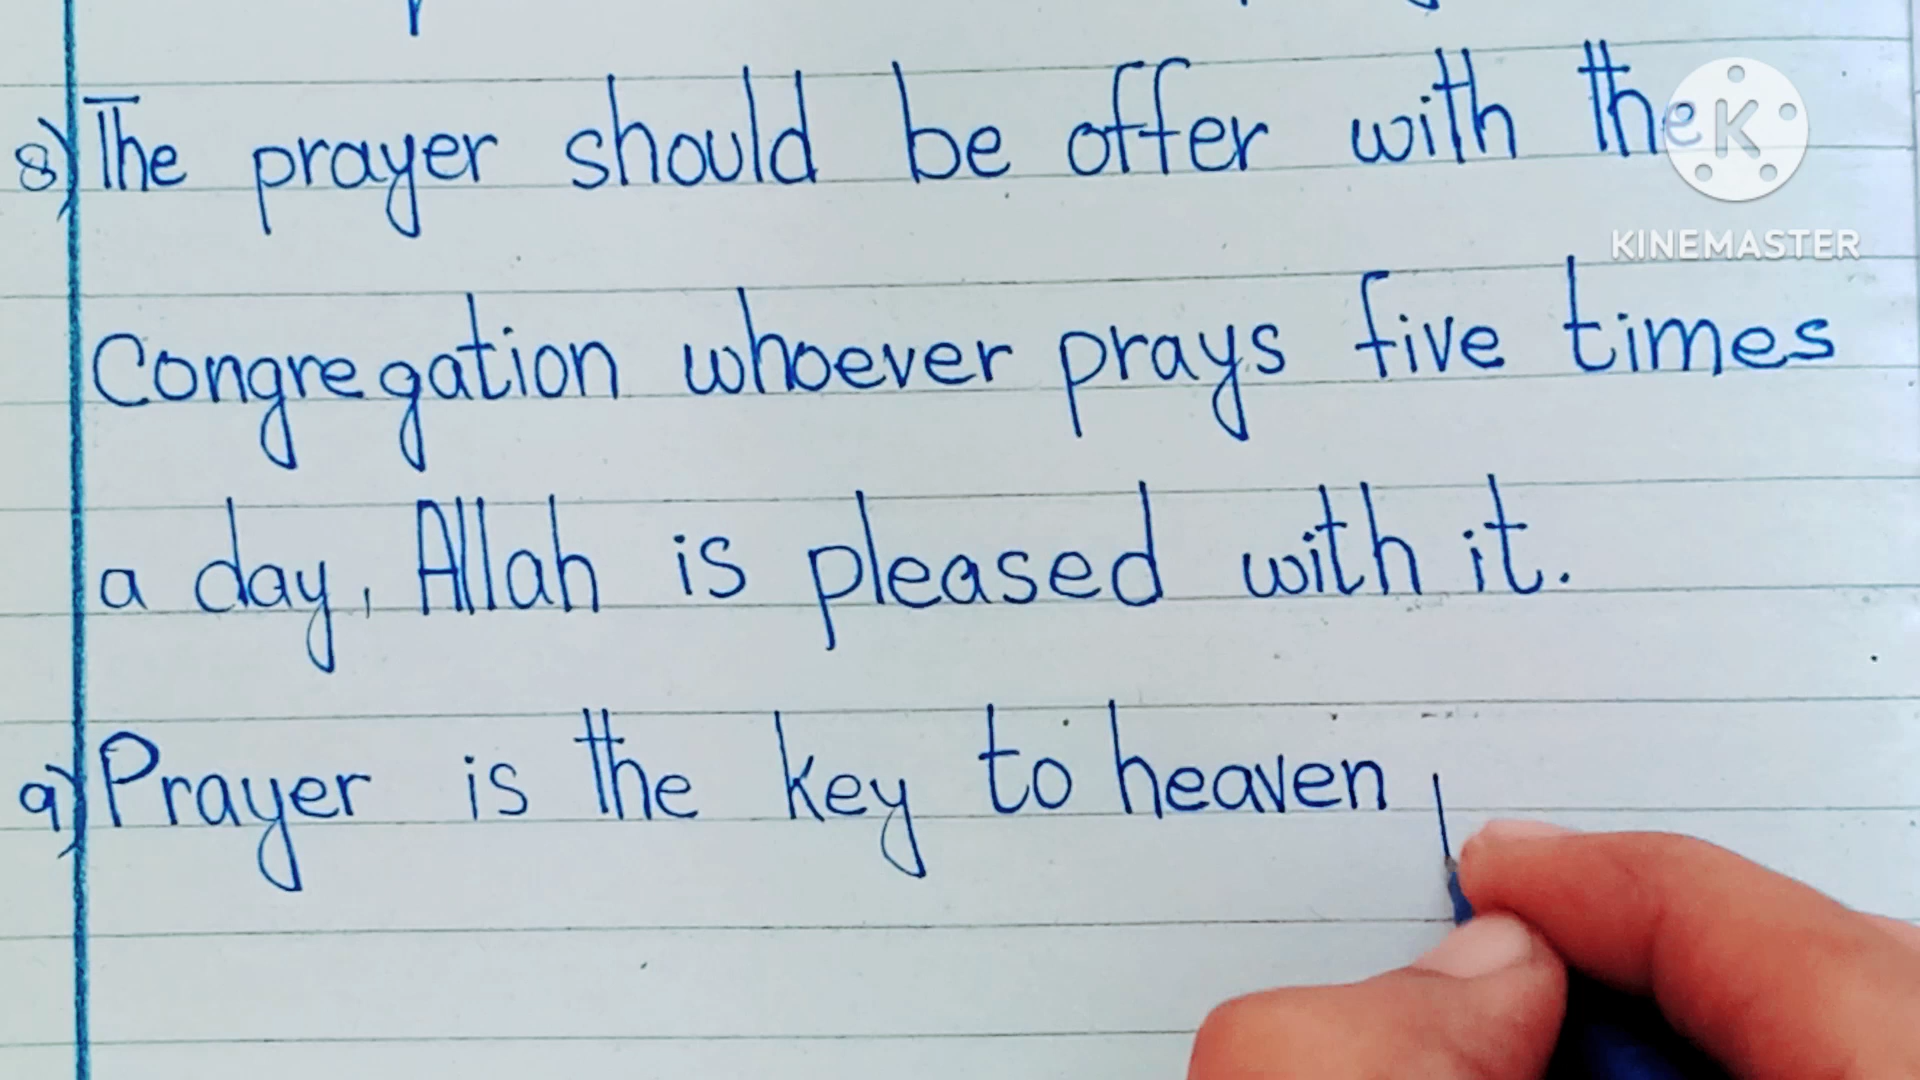 8) The prayer should be offer with the
KINEMASTER
Congregation whoever prays five times
a day, Allah is pleased with it.
9) Prayer is the key to heaven